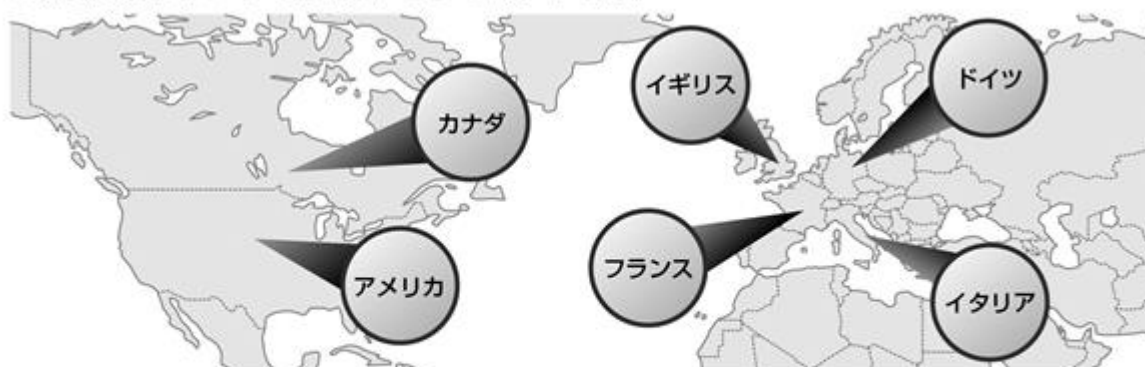 イギリス
ドイツ
カナダ
フランス
アメリカ
イタリア